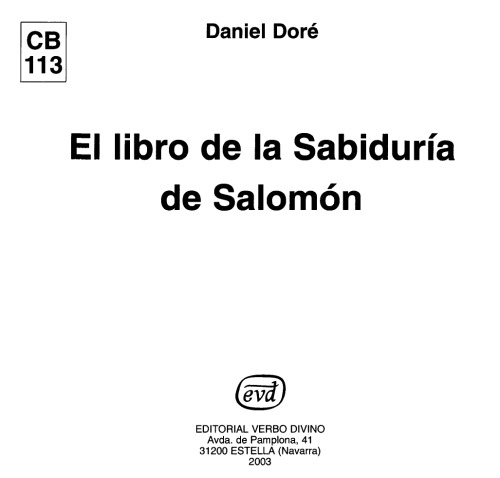 CB
113
Daniel Doré
El libro de la Sabiduría
de Salomón
evd
EDITORIAL VERBO DIVINO
Avda. de Pamplona, 41
31200 ESTELLA (Navarra)
2003